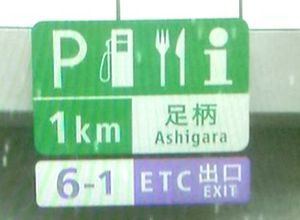 P i
1km 足柄
Ashigara
6-1 ETC 出口
EXIT